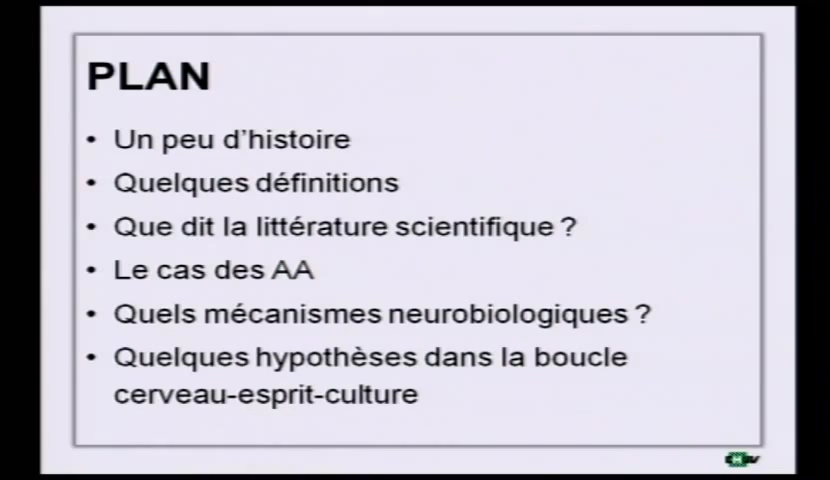 PLAN
• Un peu d'histoire
• Quelques définitions
• Que dit la littérature scientifique ?
• Le cas des AA
• Quels mécanismes neurobiologiques ?
• Quelques hypothèses dans la boucle
cerveau-esprit-culture